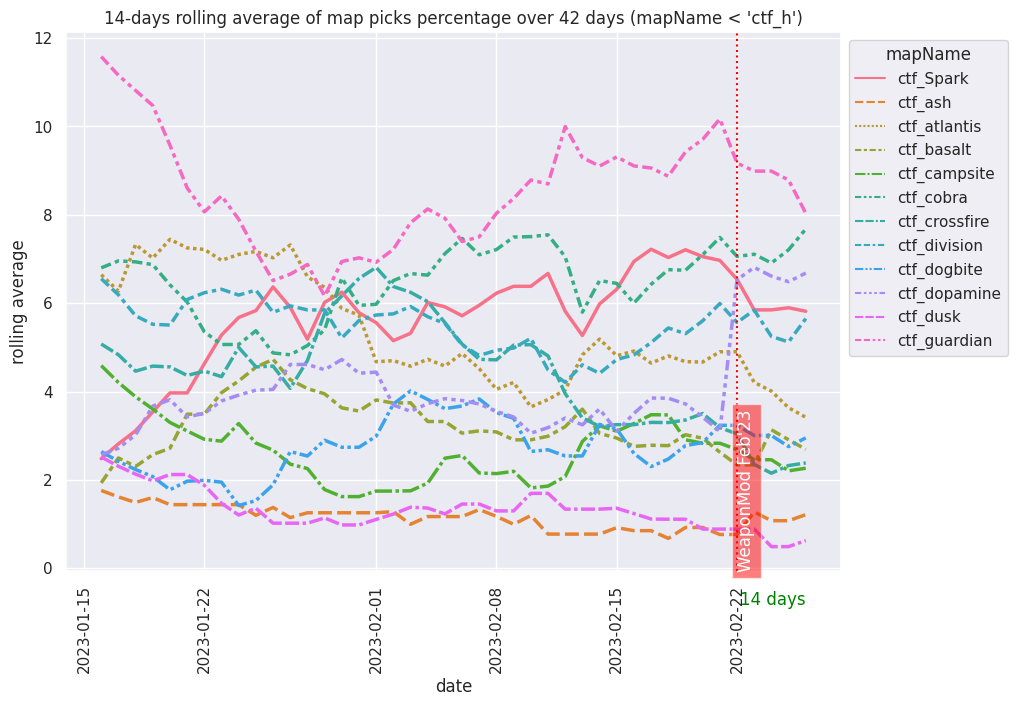 14-days rolling average of map picks percentage over 42 days (mapName < 'ctf_h')
12
10
8
6
4
2
0
rolling average
2023-01-15
2023-01-22
2023-02-01
2023-02-08
2023-02-15
2023-02-22
date
WeaponMod Feb'23
14 days
mapName
ctf_Spark
ctf_ash
ctf_atlantis
ctf_basalt
ctf_campsite
ctf_cobra
ctf_crossfire
ctf_division
ctf_dogbite
ctf_dopamine
ctf_dusk
ctf_guardian